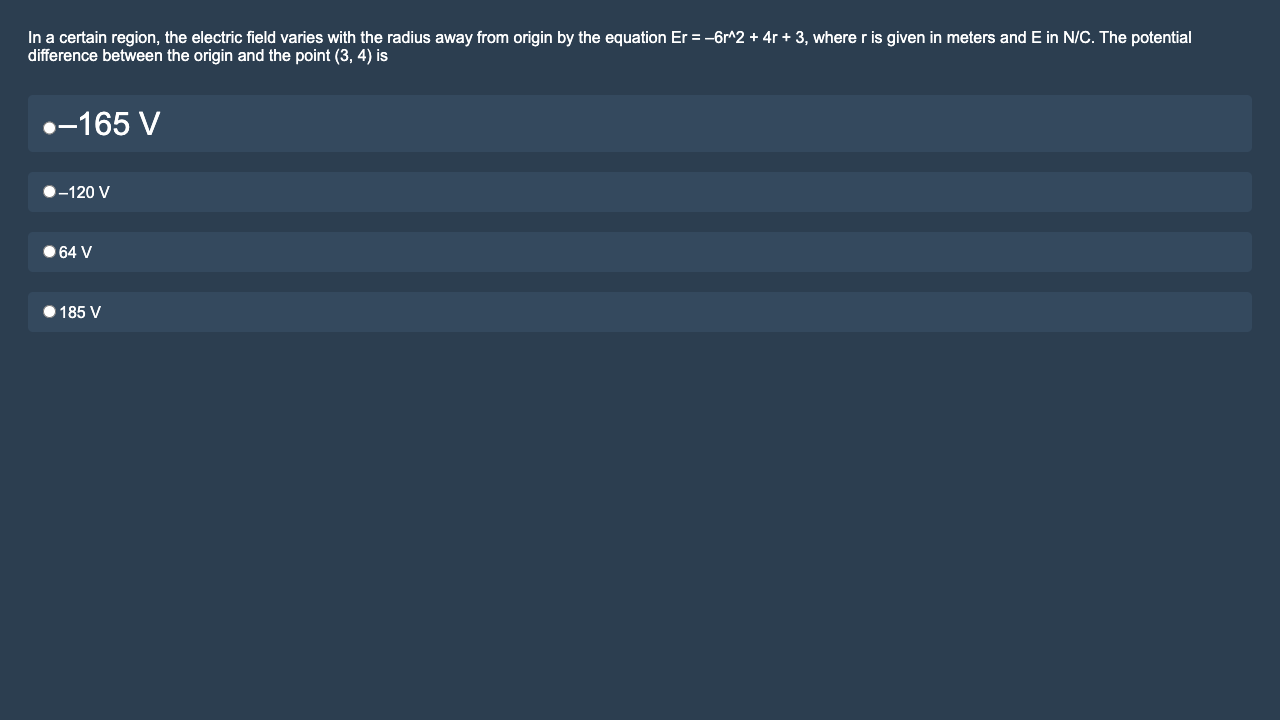 In a certain region, the electric field varies with the radius away from origin by the equation Er = –6r^2 + 4r + 3, where r is given in meters and E in N/C. The potential
difference between the origin and the point (3, 4) is
–165 V
–120 V
64 V
185 V